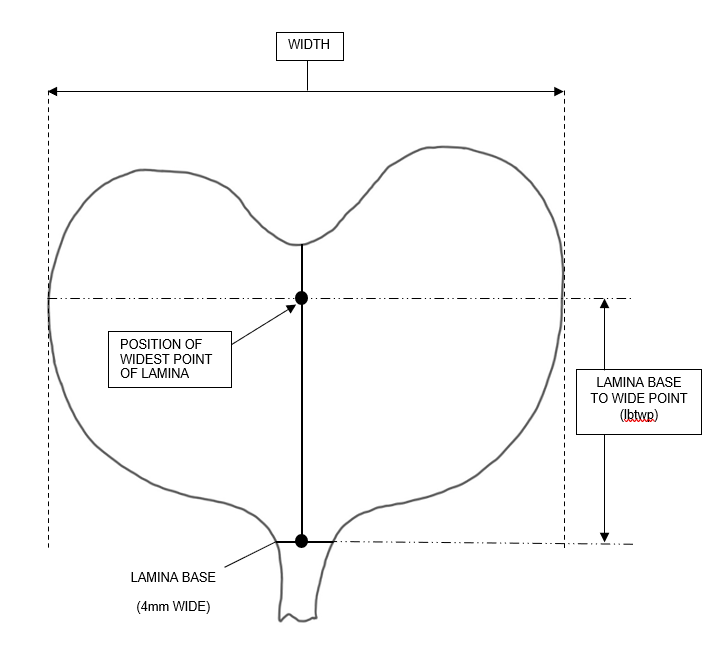 WIDTH
POSITION OF
WIDEST POINT
OF LAMINA
LAMINA BASE
TO WIDE POINT
(lbtwp)
LAMINA BASE
(4mm WIDE)